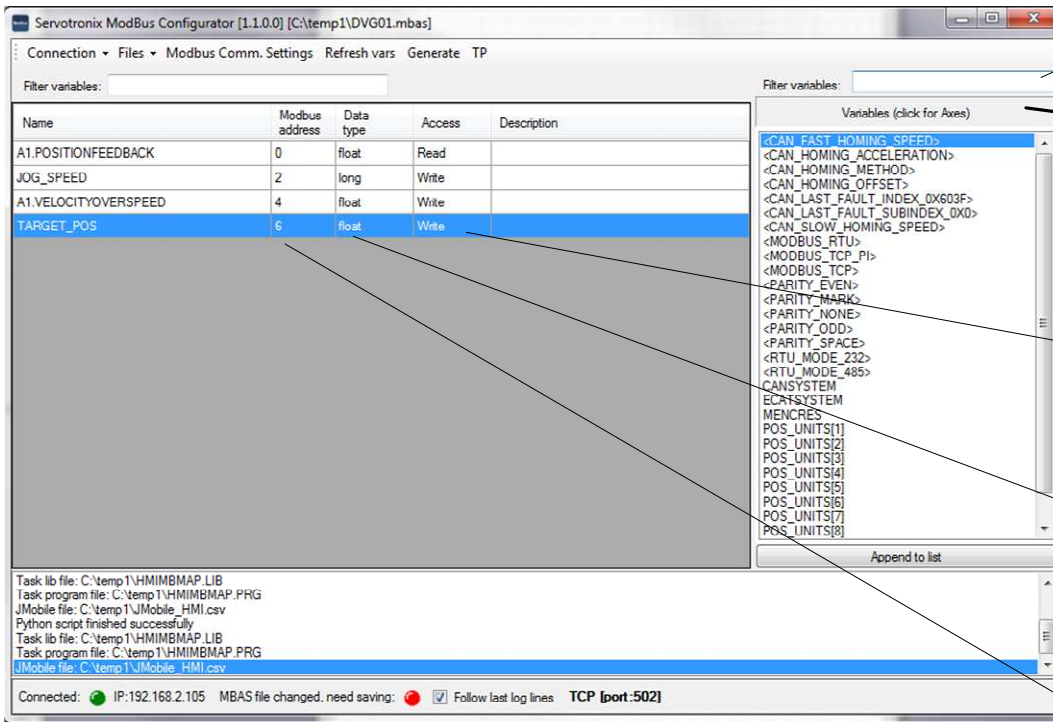 Servotronix ModBus Configurator [1.1.0.0] [C:\temp1\DVG01.mbas]
Connection Files Modbus Comm. Settings Refresh vars Generate TP
Filter variables:
Filter variables:
Name Modbus address Data type Access Description
A1.POSITIONFEEDBACK 0 float Read
JOG_SPEED 2 long Write
A1.VELOCITYOVERSPEED 4 float Write
TARGET_POS 6 float Write
Variables (click for Axes)
<CAN_FAST_HOMING_SPEED>
<CAN_HOMING_ACCELERATION>
<CAN_HOMING_METHOD>
<CAN_HOMING_OFFSET>
<CAN_LAST_FAULT_INDEX_0X603F>
<CAN_LAST_FAULT_SUBINDEX_0X0>
<CAN_SLOW_HOMING_SPEED>
<MODBUS_RTU>
<MODBUS_TCP_PI>
<MODBUS_TCP>
<PARITY_EVEN>
<PARITY_MARK>
<PARITY_NONE>
<PARITY_ODD>
<PARITY_SPACE>
<RTU_MODE_232>
<RTU_MODE_485>
CANSYSTEM
ECATSYSTEM
MENCRES
POS_UNITS[1]
POS_UNITS[2]
POS_UNITS[3]
POS_UNITS[4]
POS_UNITS[5]
POS_UNITS[6]
POS_UNITS[7]
POS_UNITS[8]
Append to list
Task lib file: C:\temp1\HMIMBMAP.LIB
Task program file: C:\temp1\HMIMBMAP.PRG
JMobile file: C:\temp1\JMobile_HMI.csv
Python script finished successfully
Task lib file: C:\temp1\HMIMBMAP.LIB
Task program file: C:\temp1\HMIMBMAP.PRG
JMobile file: C:\temp1\JMobile_HMI.csv
Connected: IP:192.168.2.105 MBAS file changed, need saving: Follow last log lines TCP [port:502]